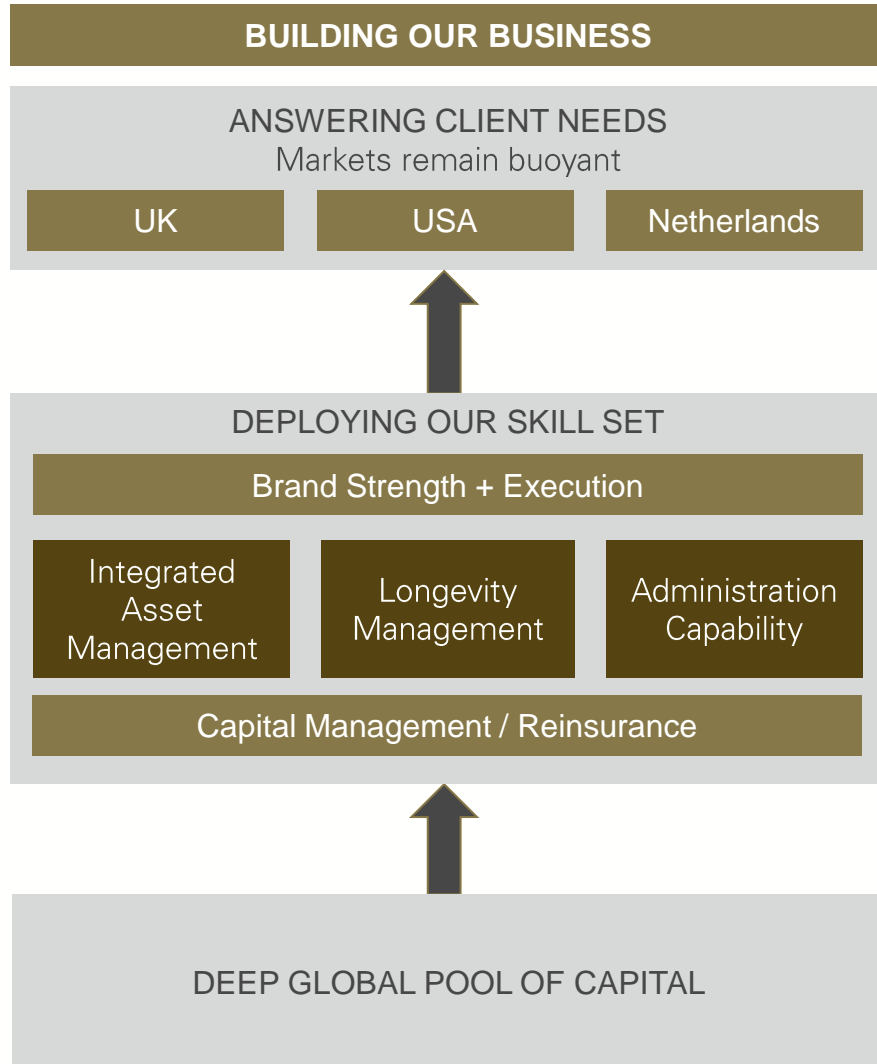 BUILDING OUR BUSINESS
ANSWERING CLIENT NEEDS
Markets remain buoyant
UK
USA
Netherlands
DEPLOYING OUR SKILL SET
Brand Strength + Execution
Integrated
Asset
Management
Longevity
Management
Administration
Capability
Capital Management / Reinsurance
DEEP GLOBAL POOL OF CAPITAL